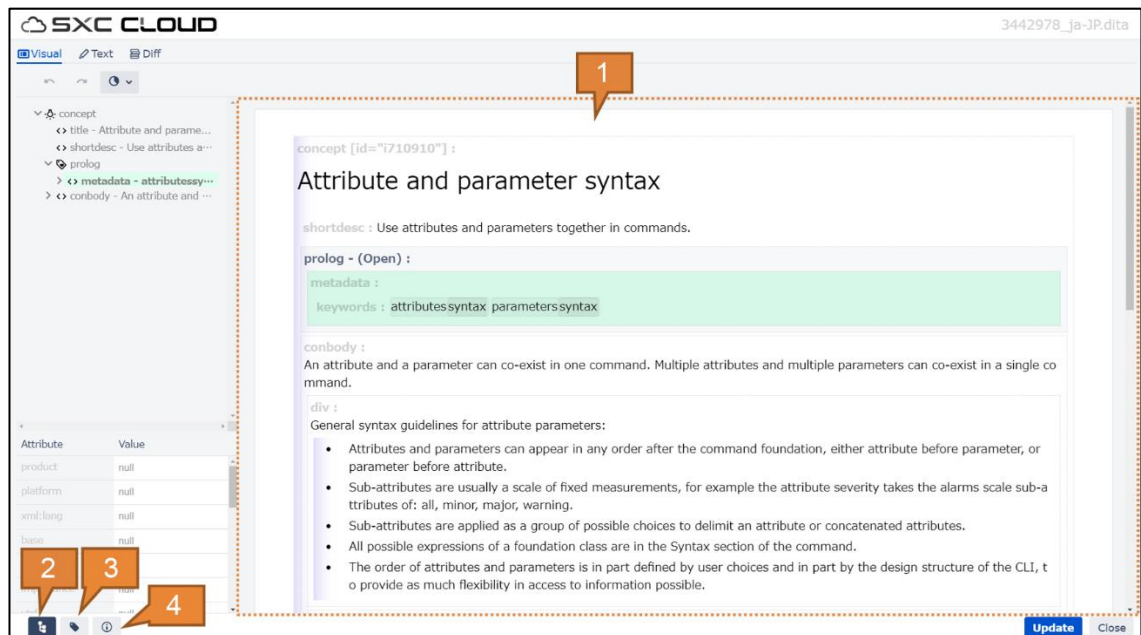 SXC CLOUD
3442978_ja-JP.dita
Visual Text Diff
1
concept
title - Attribute and parame...
shortdesc - Use attributes a...
prolog
metadata - attributessy...
conbody - An attribute and ...
concept [id="i710910"] :
Attribute and parameter syntax
shortdesc : Use attributes and parameters together in commands.
prolog - (Open) :
metadata :
keywords : attributes syntax parameters syntax
conbody :
An attribute and a parameter can co-exist in one command. Multiple attributes and multiple parameters can co-exist in a single co
mmand.
div :
General syntax guidelines for attribute parameters:
• Attributes and parameters can appear in any order after the command foundation, either attribute before parameter, or
parameter before attribute.
• Sub-attributes are usually a scale of fixed measurements, for example the attribute severity takes the alarms scale sub-a
ttributes of: all, minor, major, warning.
• Sub-attributes are applied as a group of possible choices to delimit an attribute or concatenated attributes.
• All possible expressions of a foundation class are in the Syntax section of the command.
• The order of attributes and parameters is in part defined by user choices and in part by the design structure of the CLI, t
o provide as much flexibility in access to information possible.
Attribute Value
product null
platform null
xml:lang null
base null
2 3 4
Update Close